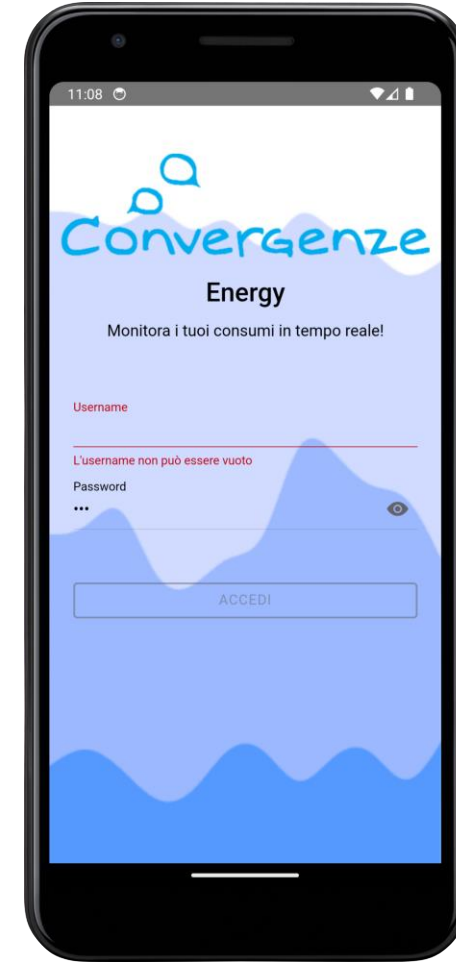 11:08
Convergenze
Energy
Monitora i tuoi consumi in tempo reale!
Username
L'username non può essere vuoto
Password
•••
ACCEDI